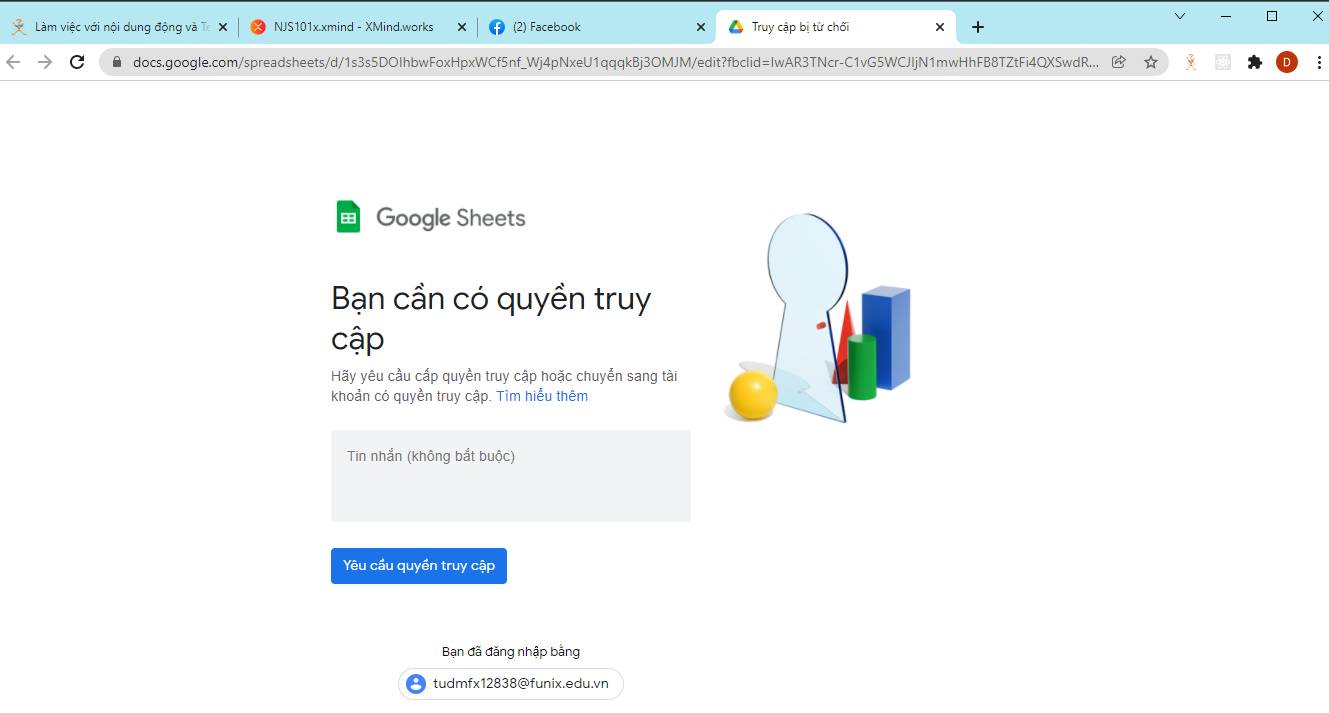 Làm việc với nội dung động và Te
NJS101x.xmind - XMind.works
(2) Facebook
Truy cập bị từ chối
docs.google.com/spreadsheets/d/1s3s5DOIhbwFoxHpxWCf5nf_Wj4pNxeU1qqqkBj3OMJM/edit?fbclid=IwAR3TNcr-C1vG5WCJIjN1mwHhFB8TZtFi4QXSwdR...
D
Google Sheets
Bạn cần có quyền truy
cập
Hãy yêu cầu cấp quyền truy cập hoặc chuyển sang tài
khoản có quyền truy cập. Tìm hiểu thêm
Tin nhắn (không bắt buộc)
Yêu cầu quyền truy cập
Bạn đã đăng nhập bằng
tudmfx12838@funix.edu.vn